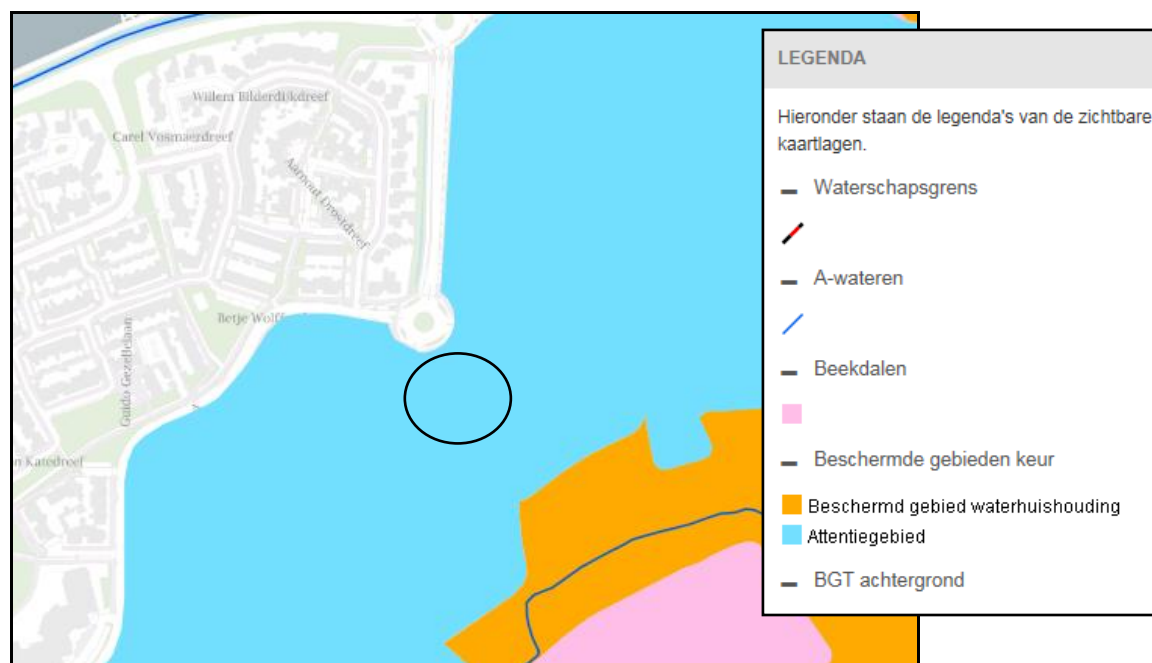 Willem Bilderdijkdreef
Carel Vosmaerdreef
Aarnout Drostdreef
Betje Wolff
Guido Gezellelaan
n Katedreef
LEGENDA
Hieronder staan de legenda's van de zichtbare
kaartlagen.
Waterschapsgrens
A-wateren
Beekdalen
Beschermde gebieden keur
Beschermd gebied waterhuishouding
Attentiegebied
BGT achtergrond